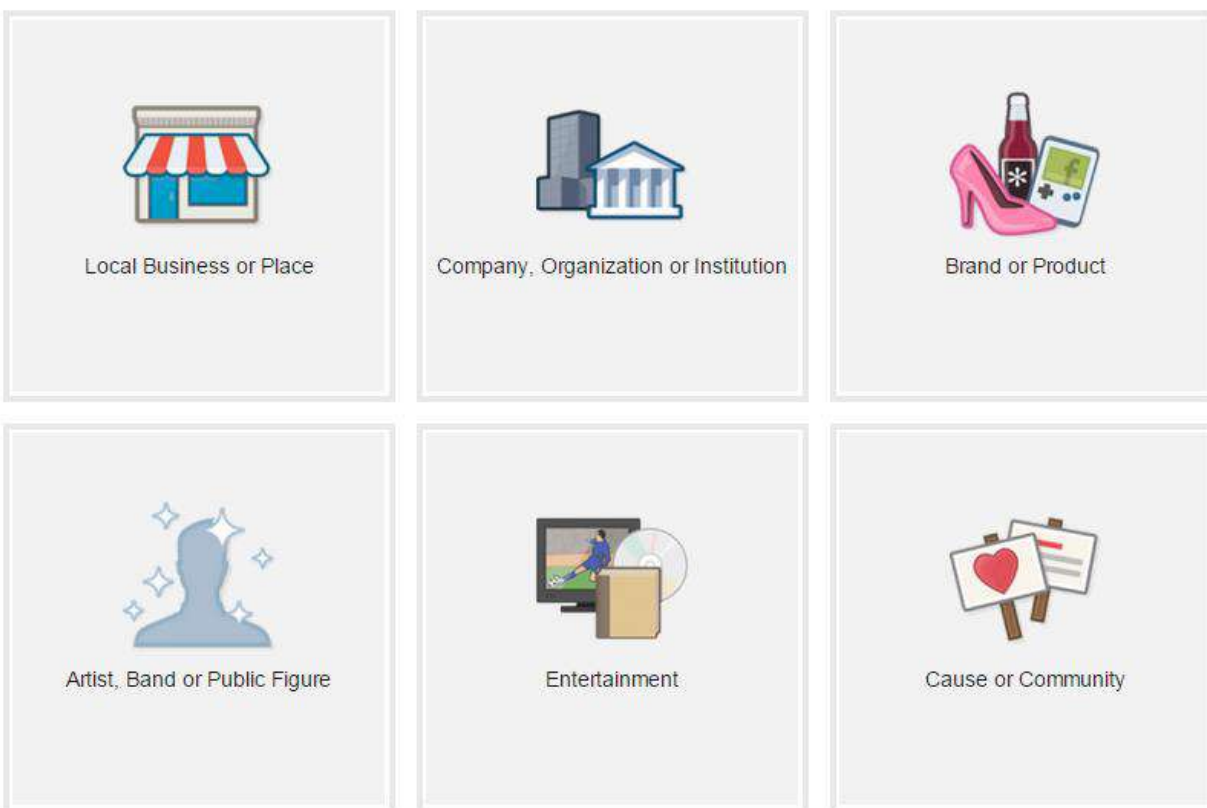 Local Business or Place
Company, Organization or Institution
Brand or Product
Artist, Band or Public Figure
Entertainment
Cause or Community